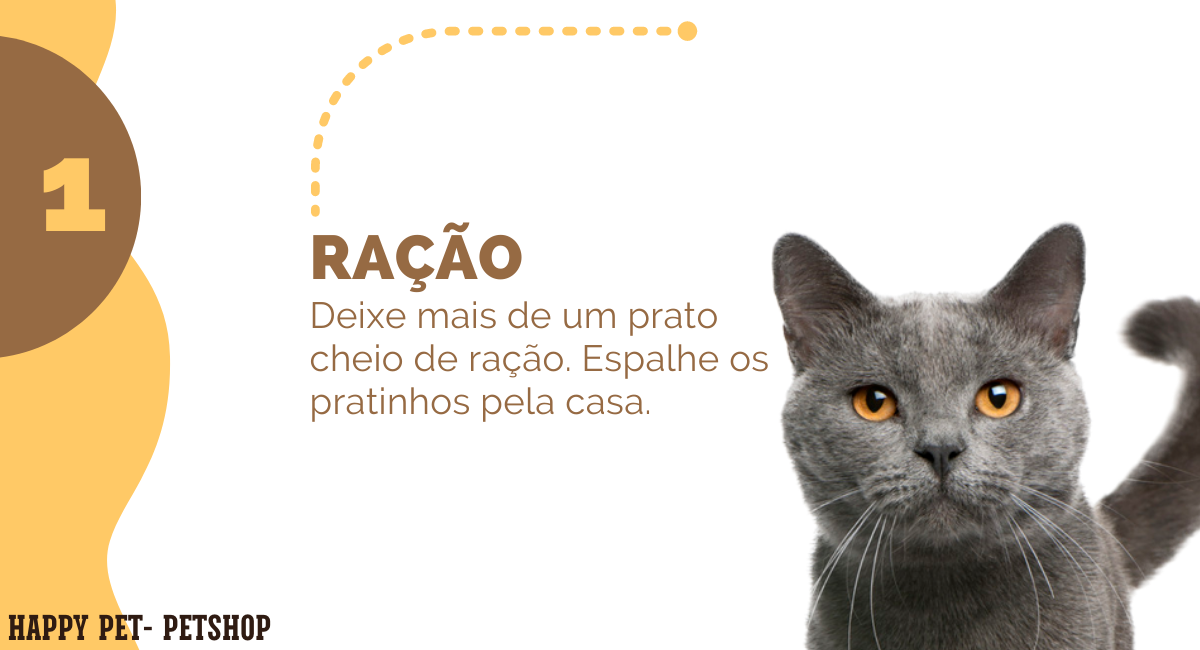 1
RAÇÃO
Deixe mais de um prato
cheio de ração. Espalhe os
pratinhos pela casa.
HAPPY PET- PETSHOP